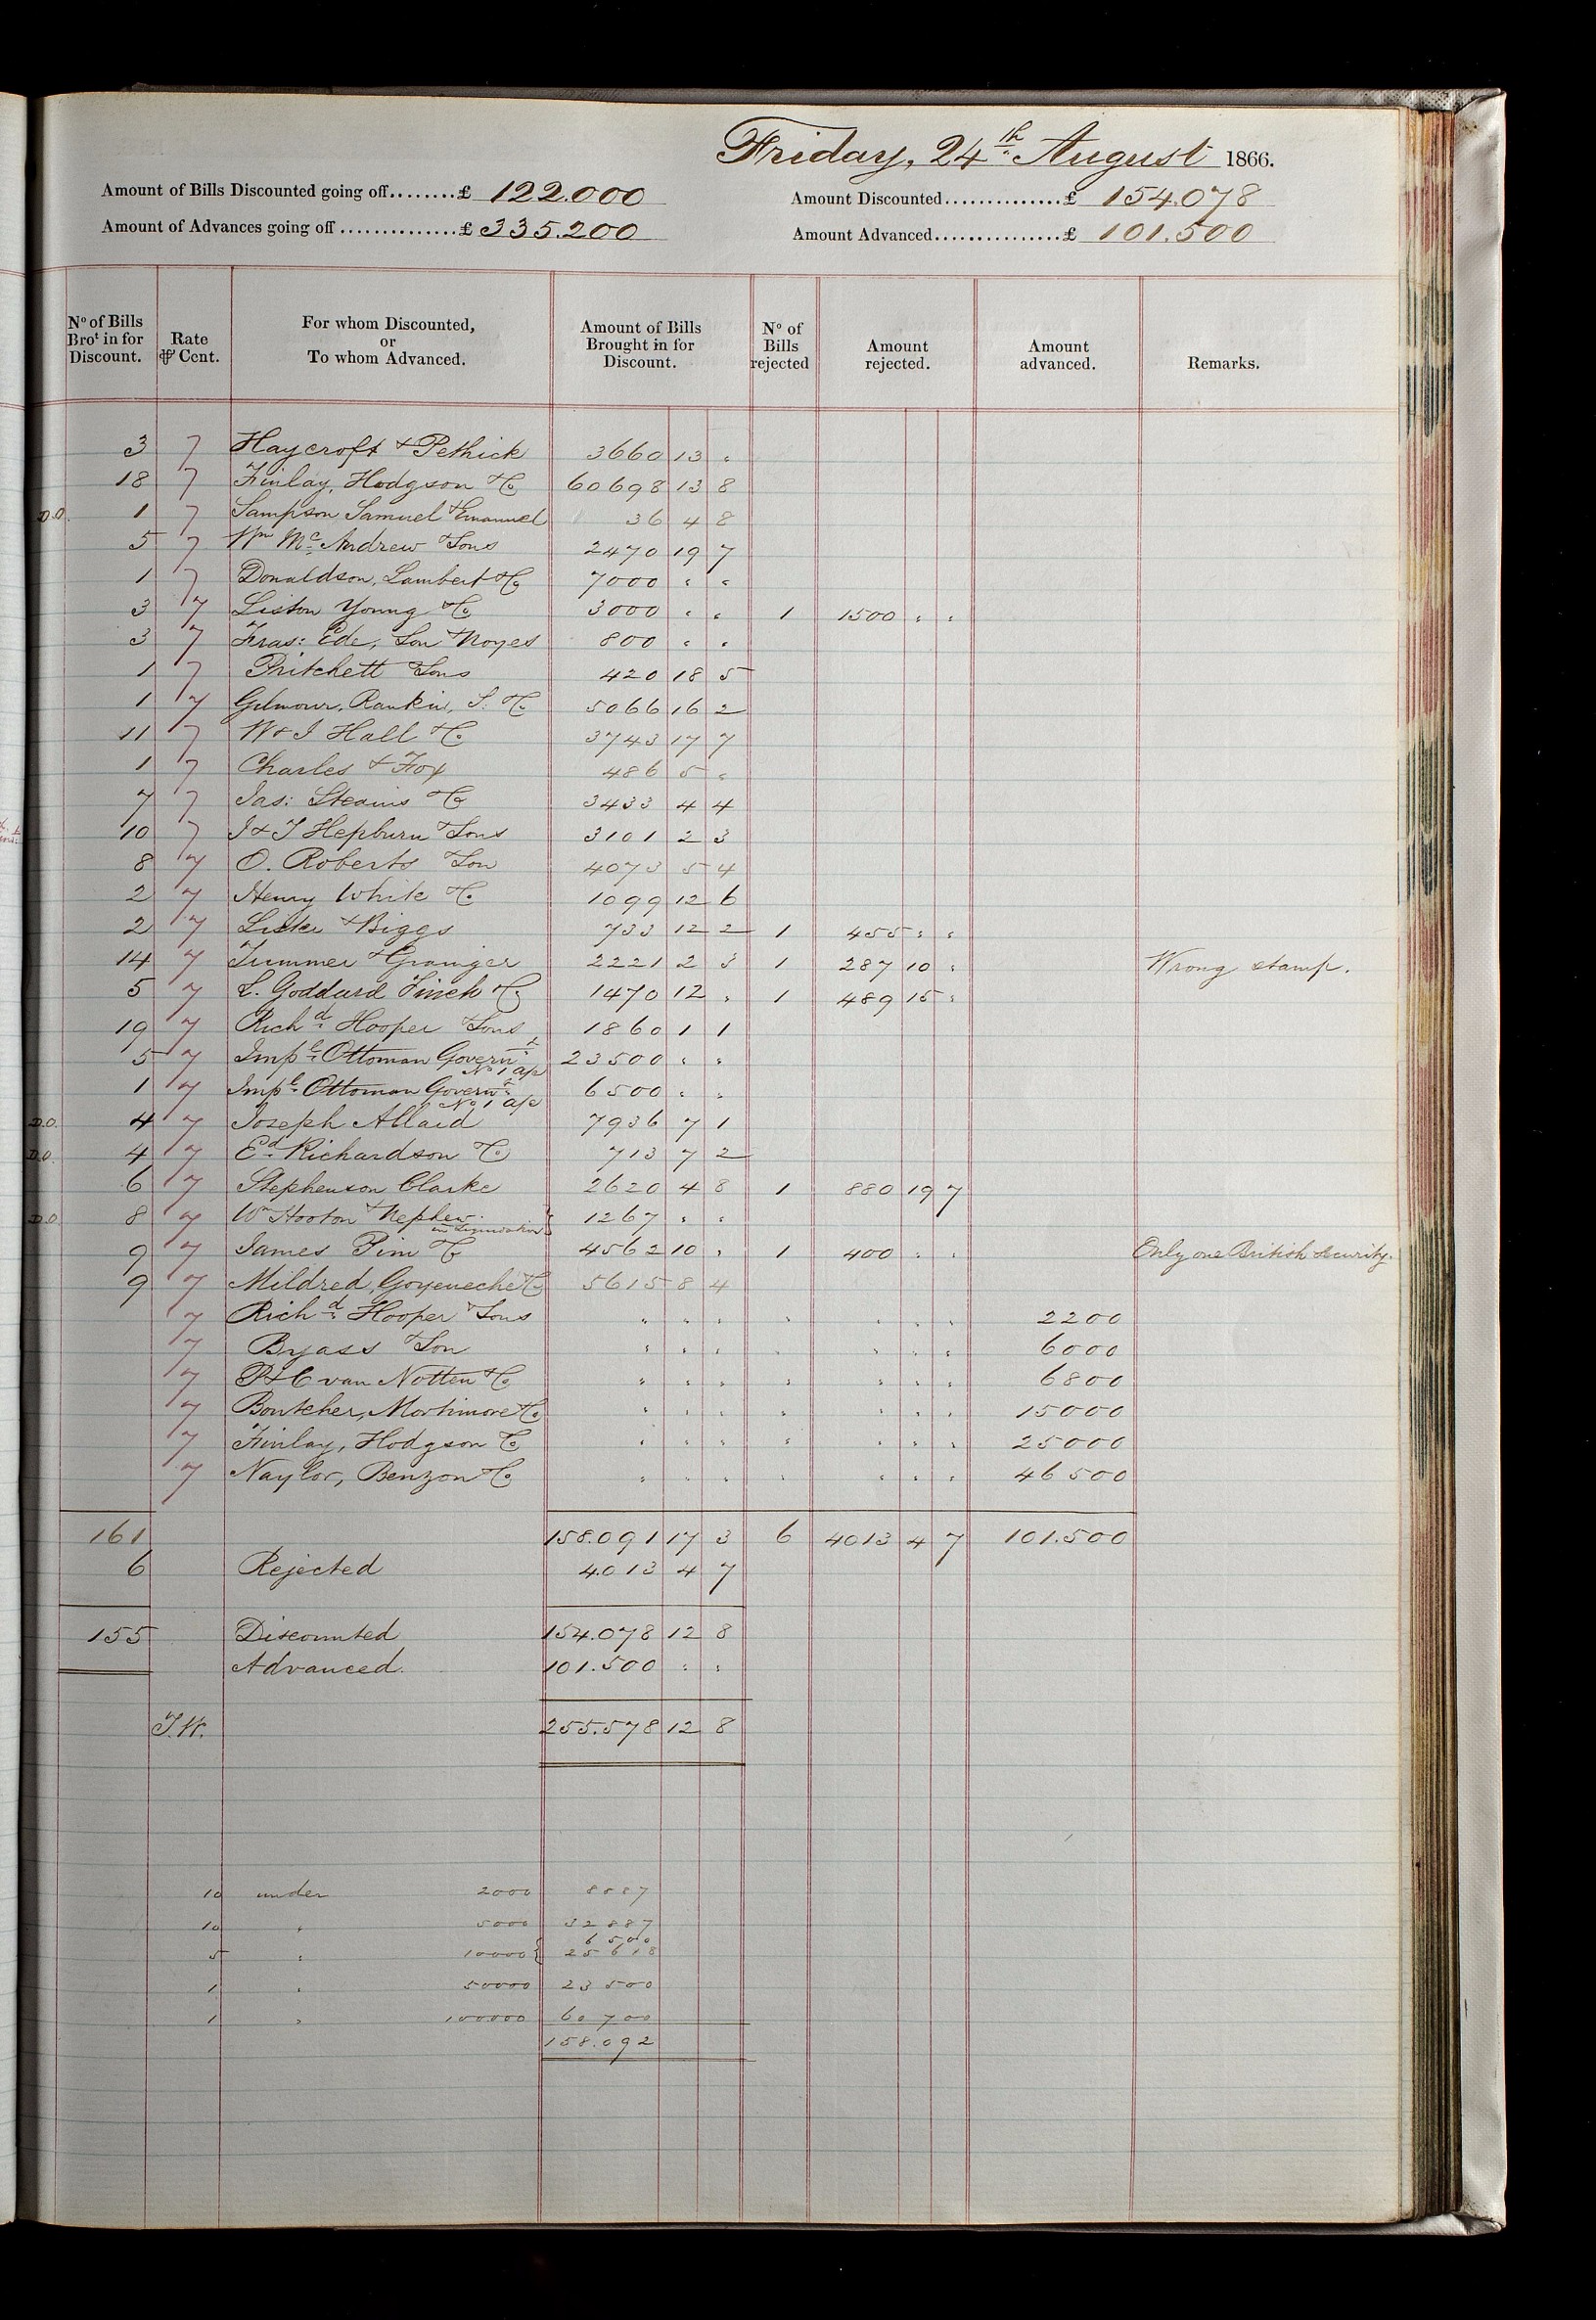 Friday, 24th August 1866.
Amount of Bills Discounted going off........£ 122.000
Amount Discounted..............£ 154.078
Amount of Advances going off ..............£ 335.200
Amount Advanced................£ 101.500
No of Bills Brot in for Discount. Rate ⅌ Cent. For whom Discounted, or To whom Advanced. Amount of Bills Brought in for Discount. No of Bills rejected Amount rejected. Amount advanced. Remarks.
3 7 Haycroft & Pethick 3660 13 "
18 7 Finlay, Hodgson & Co 60698 13 8
D.O. 1 7 Sampson Samuel & Emanuel 36 4 8
5 7 Wm McAndrew & Sons 2470 19 7
1 7 Donaldson, Lambert & Co 7000 " "
3 7 Liston Young & Co 3000 " " 1 1500 " "
3 7 Fras: Ede, Son & Noyes 800 " "
1 7 Pritchett & Sons 420 18 5
1 7 Gilmour, Rankin, S. & Co 5066 16 2
11 7 W & J Hall & Co 3743 17 7
1 7 Charles & Fox 486 5 "
7 7 Jas: Steains & Co 3433 4 4
10 7 J & T Hepburn & Sons 3101 2 3
8 7 O. Roberts & Son 4073 5 4
2 7 Henry White & Co 1099 12 6
2 7 & Biggs 733 12 2 1 455 " "
14 7 & Grainger 2221 2 3 1 287 10 " Wrong stamp.
5 7 L. Goddard Finch & Co 1470 12 " 1 489 15 "
19 7 Richd Hooper & Sons 1860 1 1
5 7 Impl Ottoman Governt No 1 a/c 23500 " "
1 7 Impl Ottoman Governt No 1 a/c 6500 " "
D.O. 4 7 Joseph 7936 7 1
D.O. 4 7 Ed Richardson & Co 713 7 2
6 7 Stephenson Clarke 2620 4 8 1 880 19 7
D.O. 8 7 Wm Hooton & Nephew in Liquidation 1267 " "
9 7 James Pim & Co 4562 10 " 1 400 " " Only one British security.
9 7 Mildred, Goyeneche & Co 5615 8 4
7 Richd Hooper & Sons " " " " " " " 2200
7 Byass & Son " " " " " " " 6000
7 P & C van Notten & Co " " " " " " " 6800
7 Boutcher, Mortimore & Co " " " " " " " 15000
7 Finlay, Hodgson & Co " " " " " " " 25000
7 Naylor, Benzon & Co " " " " " " " 46500
161 158.091 17 3 6 4013 4 7 101.500
6 Rejected 4.013 4 7
155 Discounted 154.078 12 8
Advanced. 101.500 " "
J.W. 255.578 12 8
10 under 2000 8887
10 " 5000 32887
6500
5 " 10000 { 25618
1 " 50000 23500
1 " 100000 60700
158.092